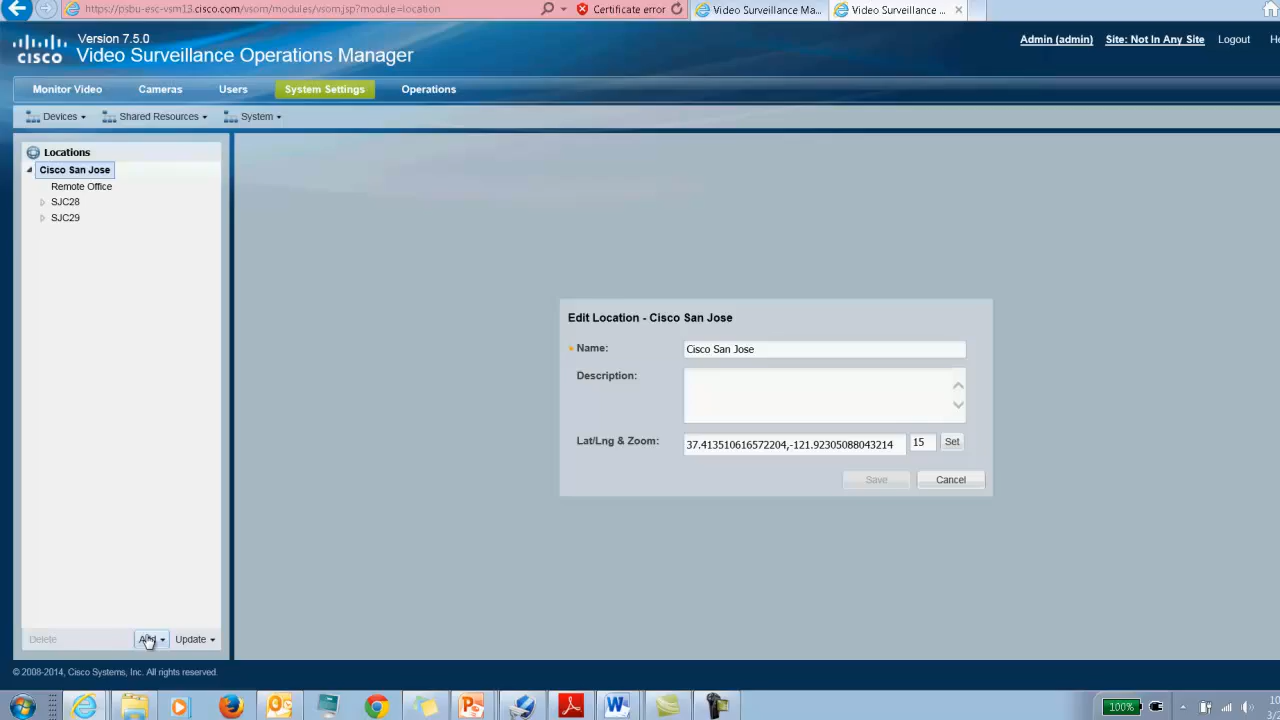 https://psbu-esc-vsm13.cisco.com/vsom/modules/vsom.jsp?module=location
Certificate error
Video Surveillance Ma...
Video Surveillance ...
cisco
Version 7.5.0
Video Surveillance Operations Manager
Admin (admin)
Site: Not In Any Site
Logout
Monitor Video
Cameras
Users
System Settings
Operations
Devices
Shared Resources
System
Locations
Cisco San Jose
Remote Office
SJC28
SJC29
Edit Location - Cisco San Jose
* Name:
Cisco San Jose
Description:
Lat/Lng & Zoom:
37.413510616572204,-121.92305088043214
15
Set
Save
Cancel
Delete
Add
Update
© 2008-2014, Cisco Systems, Inc. All rights reserved.
100%